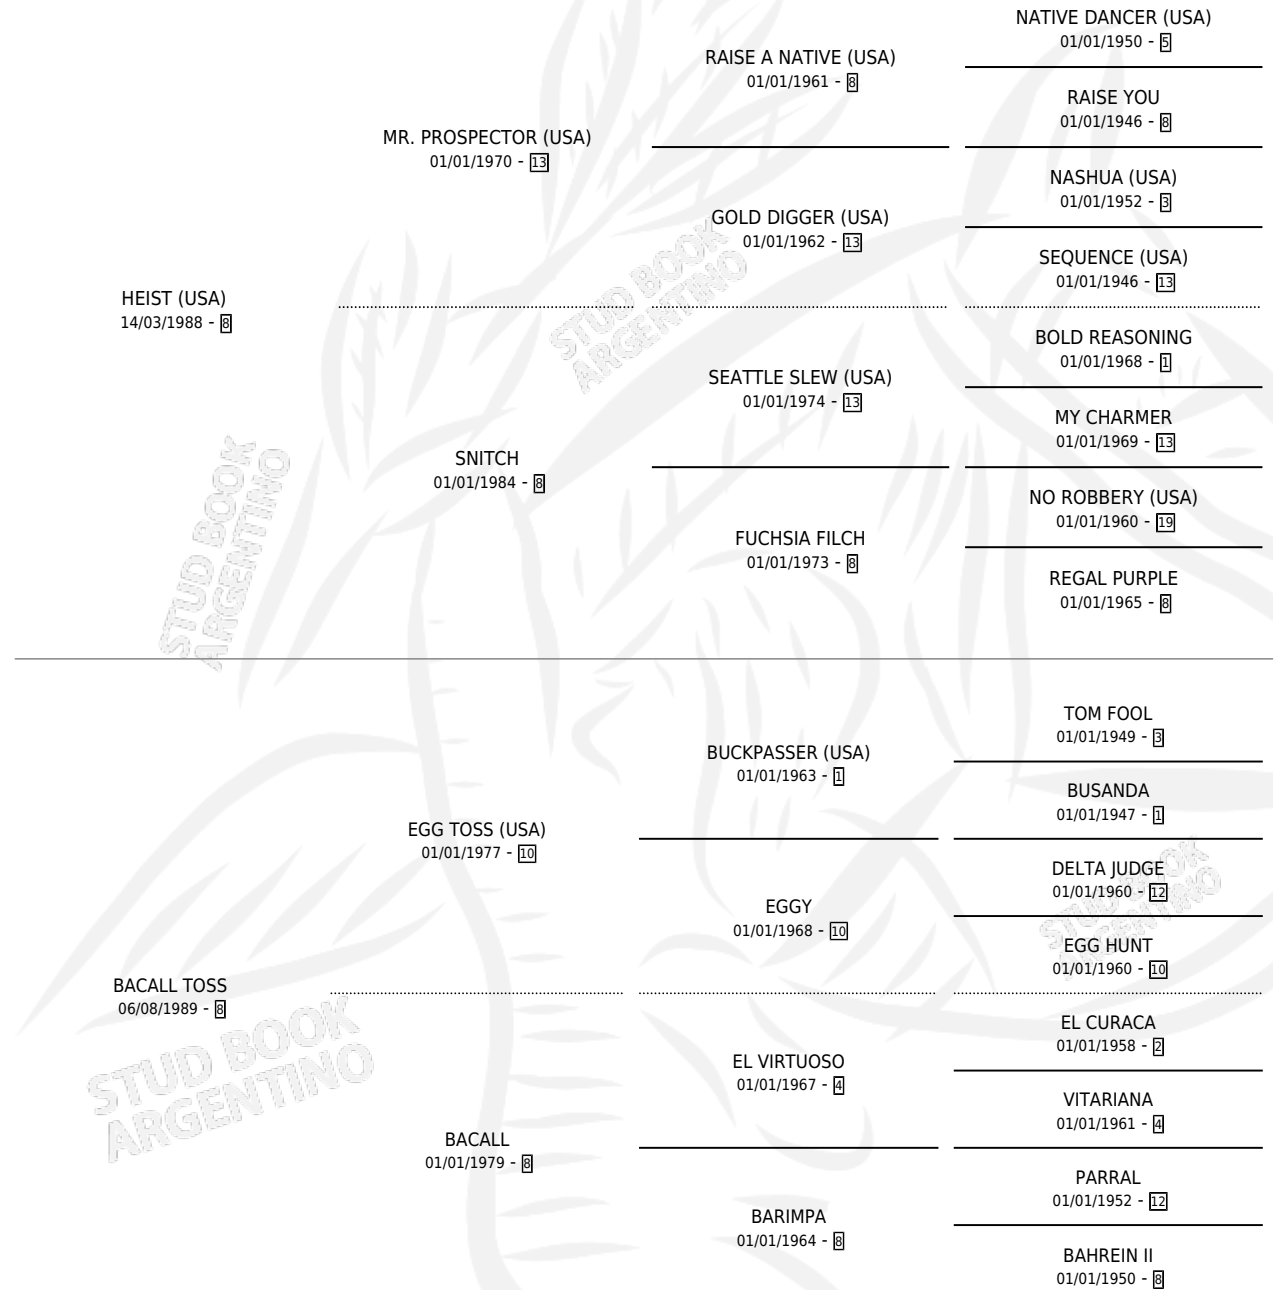 NATIVE DANCER (USA)
01/01/1950 - 5
RAISE A NATIVE (USA)
01/01/1961 - 8
RAISE YOU
01/01/1946 - 8
MR. PROSPECTOR (USA)
01/01/1970 - 13
NASHUA (USA)
01/01/1952 - 3
GOLD DIGGER (USA)
01/01/1962 - 13
SEQUENCE (USA)
01/01/1946 - 13
HEIST (USA)
14/03/1988 - 8
STUD BOOK
ARGENTINO
BOLD REASONING
01/01/1968 - 1
SEATTLE SLEW (USA)
01/01/1974 - 13
MY CHARMER
01/01/1969 - 13
SNITCH
01/01/1984 - 8
NO ROBBERY (USA)
01/01/1960 - 19
FUCHSIA FILCH
01/01/1973 - 8
REGAL PURPLE
01/01/1965 - 8
STUD BOOK
ARGENTINO
TOM FOOL
01/01/1949 - 3
BUCKPASSER (USA)
01/01/1963 - 1
BUSANDA
01/01/1947 - 1
EGG TOSS (USA)
01/01/1977 - 10
DELTA JUDGE
01/01/1960 - 12
EGGY
01/01/1968 - 10
STUD BOOK
ARGENTINO
EGG HUNT
01/01/1960 - 10
BACALL TOSS
06/08/1989 - 8
EL CURACA
01/01/1958 - 2
EL VIRTUOSO
01/01/1967 - 4
STUD BOOK
ARGENTINO
VITARIANA
01/01/1961 - 4
BACALL
01/01/1979 - 8
PARRAL
01/01/1952 - 12
BARIMPA
01/01/1964 - 8
BAHREIN II
01/01/1950 - 8